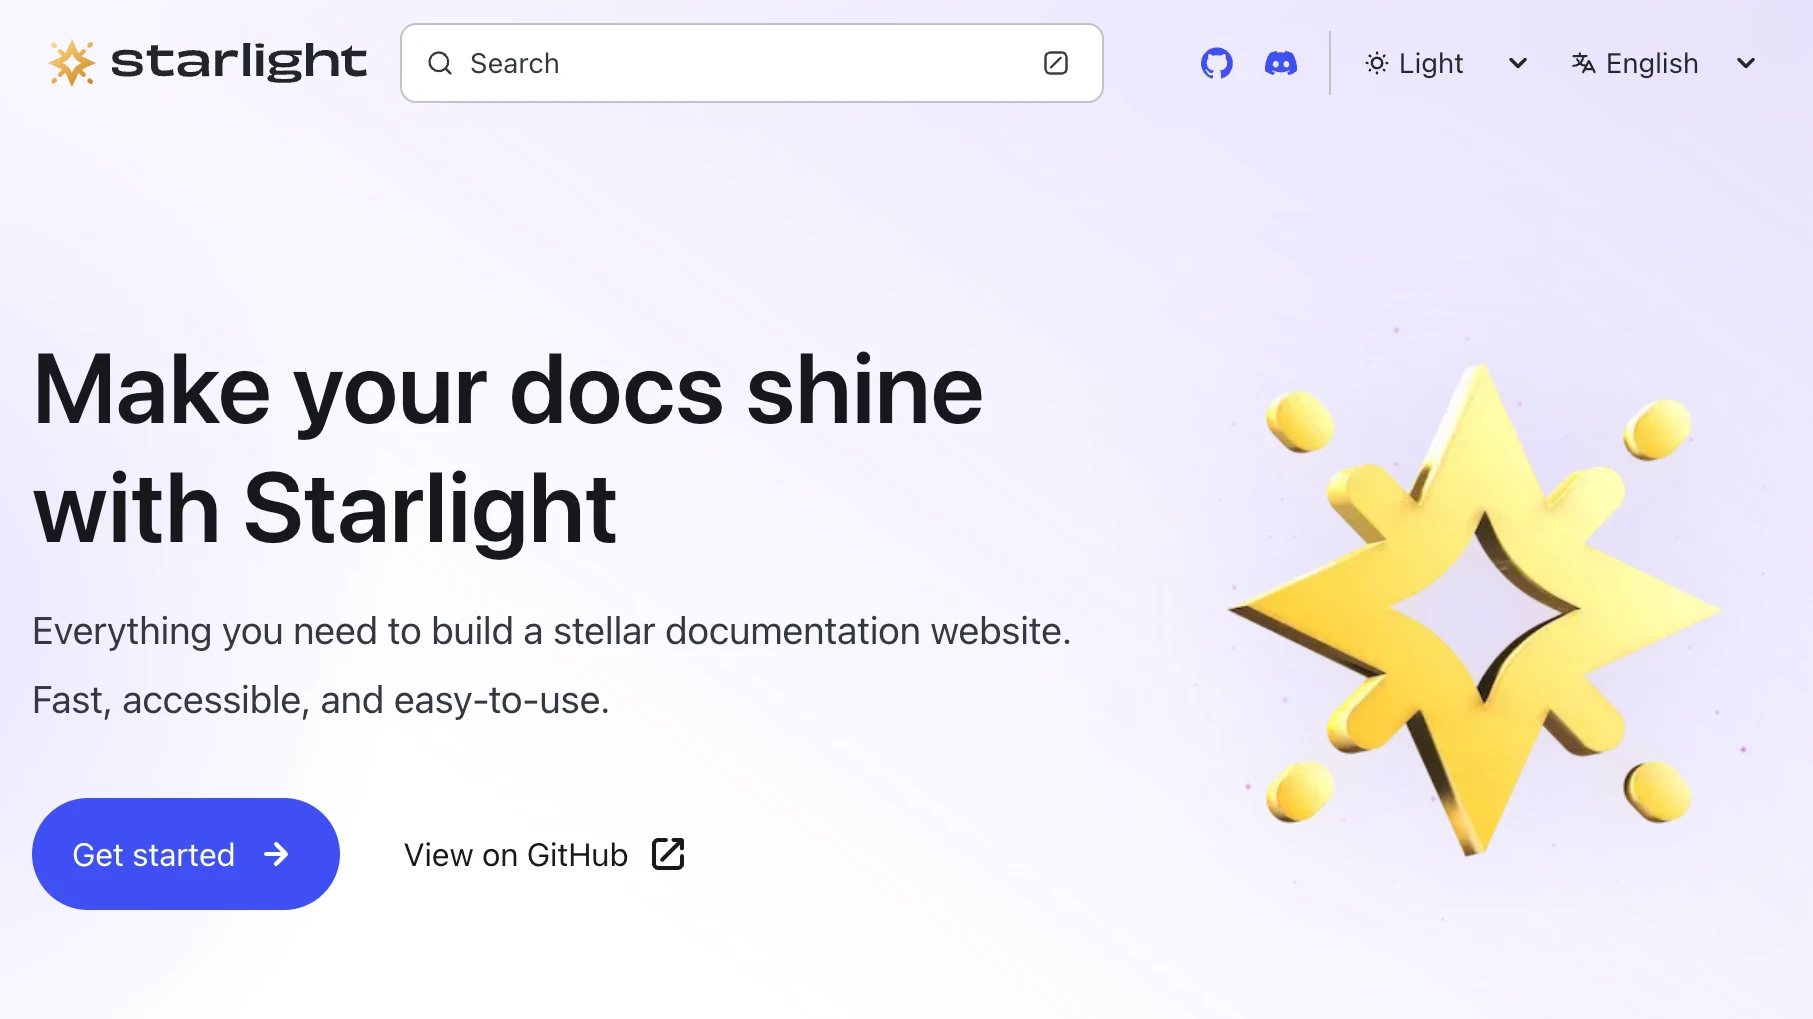 starlight
Search
Light
English
Make your docs shine
with Starlight
Everything you need to build a stellar documentation website.
Fast, accessible, and easy-to-use.
Get started
View on GitHub